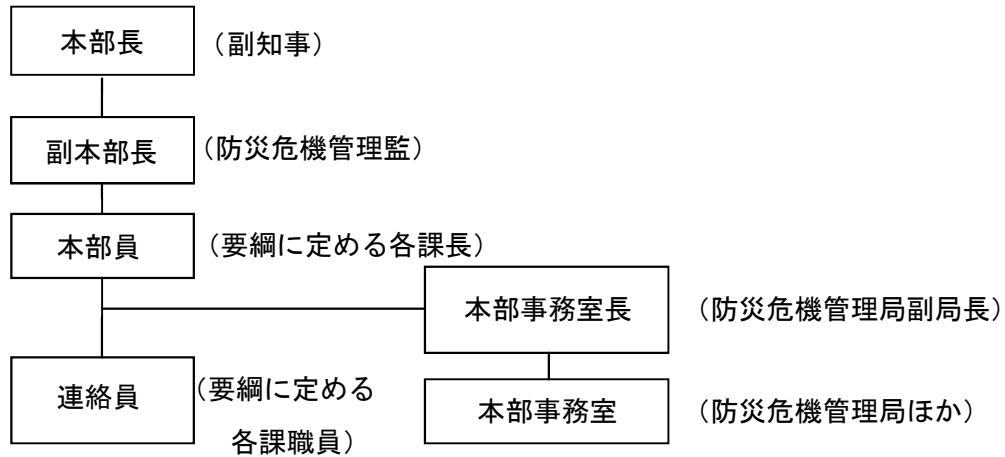 本部長 （副知事）
副本部長 （防災危機管理監）
本部員 （要綱に定める各課長）
本部事務室長 （防災危機管理局副局長）
連絡員 （要綱に定める
各課職員）
本部事務室 （防災危機管理局ほか）